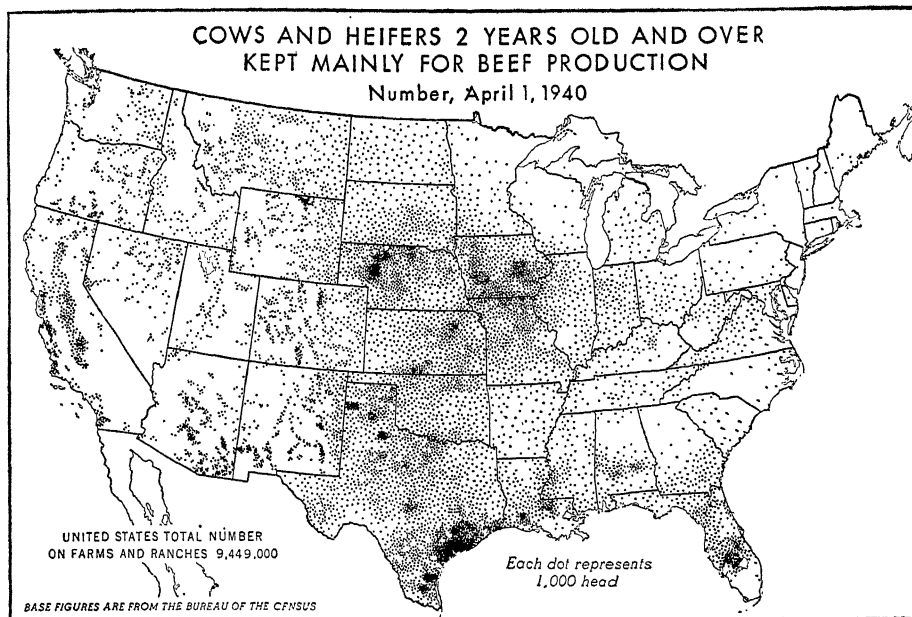 COWS AND HEIFERS 2 YEARS OLD AND OVER
KEPT MAINLY FOR BEEF PRODUCTION
Number, April 1, 1940
UNITED STATES TOTAL NUMBER
ON FARMS AND RANCHES 9,449,000
Each dot represents
1,000 head
BASE FIGURES ARE FROM THE BUREAU OF THE CENSUS